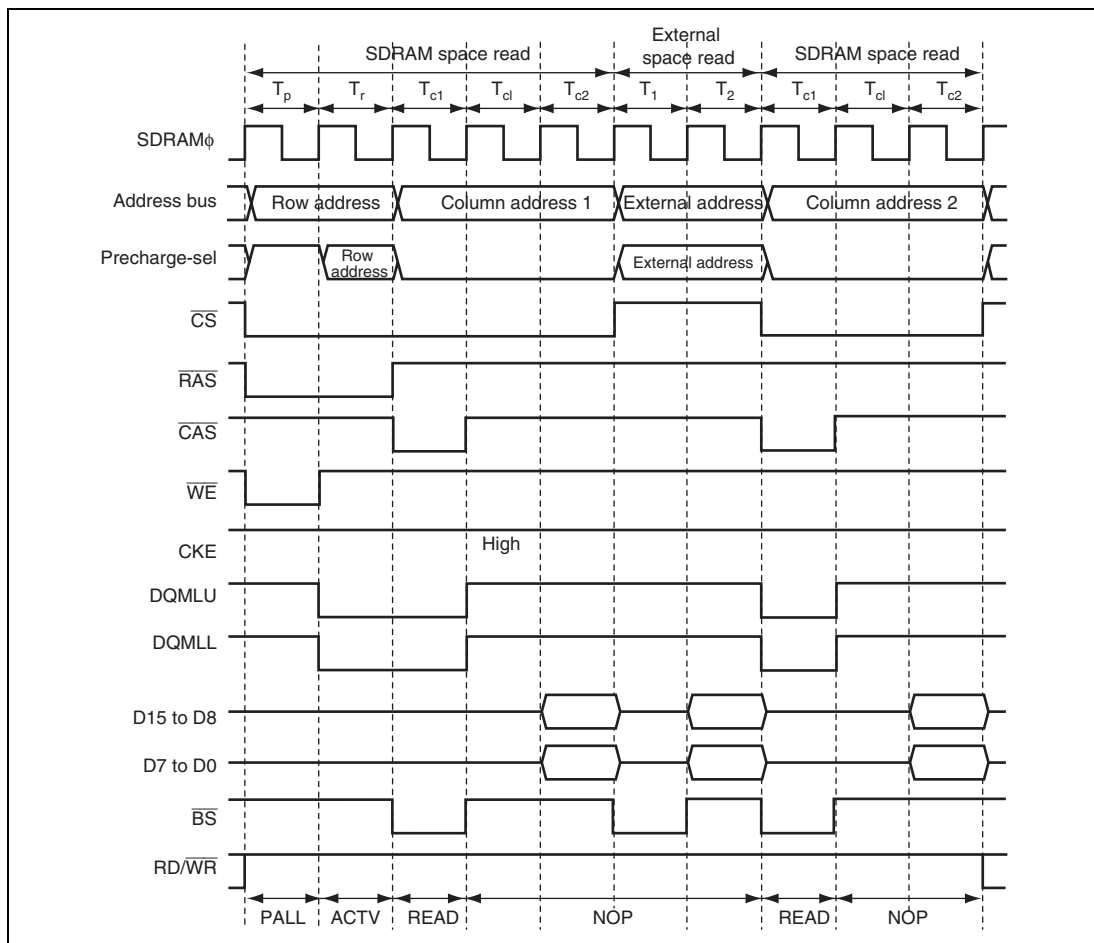 External
SDRAM space read space read SDRAM space read
Tp Tr Tc1 Tcl Tc2 T1 T2 Tc1 Tcl Tc2
SDRAMϕ
Address bus Row address Column address 1 External address Column address 2
Precharge-sel Row address External address
CS
RAS
CAS
WE
CKE High
DQMLU
DQMLL
D15 to D8
D7 to D0
BS
RD/WR
PALL ACTV READ NOP READ NOP